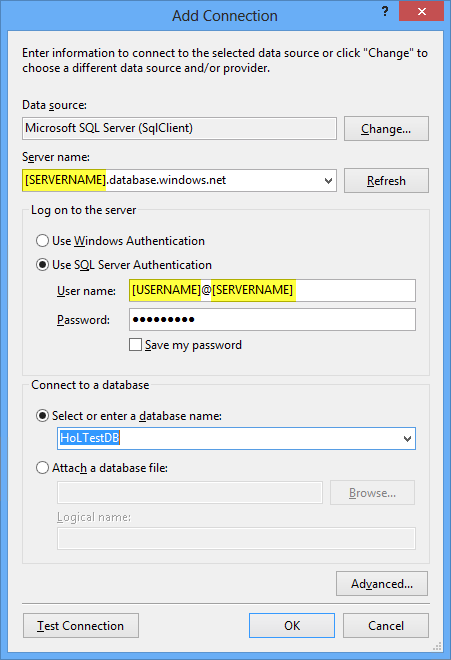 Add Connection
?
Enter information to connect to the selected data source or click "Change" to
choose a different data source and/or provider.
Data source:
Microsoft SQL Server (SqlClient)
Change...
Server name:
[SERVERNAME].database.windows.net
Refresh
Log on to the server
Use Windows Authentication
Use SQL Server Authentication
User name:
[USERNAME]@[SERVERNAME]
Password:
●●●●●●●●●
Save my password
Connect to a database
Select or enter a database name:
HoLTestDB
Attach a database file:
Browse...
Logical name:
Advanced...
Test Connection
OK
Cancel